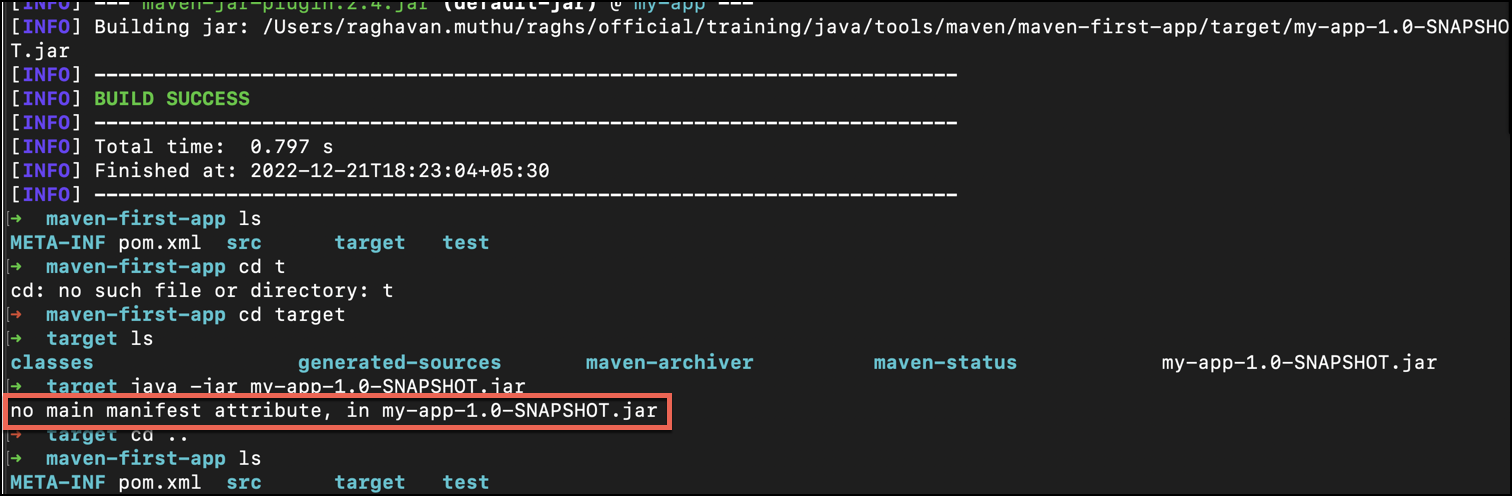 [INFO] --- maven-jar-plugin:2.4:jar (default-jar) @ my-app ---
[INFO] Building jar: /Users/raghavan.muthu/raghs/official/training/java/tools/maven/maven-first-app/target/my-app-1.0-SNAPSHO
T.jar
[INFO] ------------------------------------------------------------------------
[INFO] BUILD SUCCESS
[INFO] ------------------------------------------------------------------------
[INFO] Total time:  0.797 s
[INFO] Finished at: 2022-12-21T18:23:04+05:30
[INFO] ------------------------------------------------------------------------
➜  maven-first-app ls
META-INF pom.xml  src      target   test
➜  maven-first-app cd t
cd: no such file or directory: t
➜  maven-first-app cd target
➜  target ls
classes                 generated-sources       maven-archiver          maven-status            my-app-1.0-SNAPSHOT.jar
➜  target java -jar my-app-1.0-SNAPSHOT.jar
no main manifest attribute, in my-app-1.0-SNAPSHOT.jar
➜  target cd ..
➜  maven-first-app ls
META-INF pom.xml  src      target   test